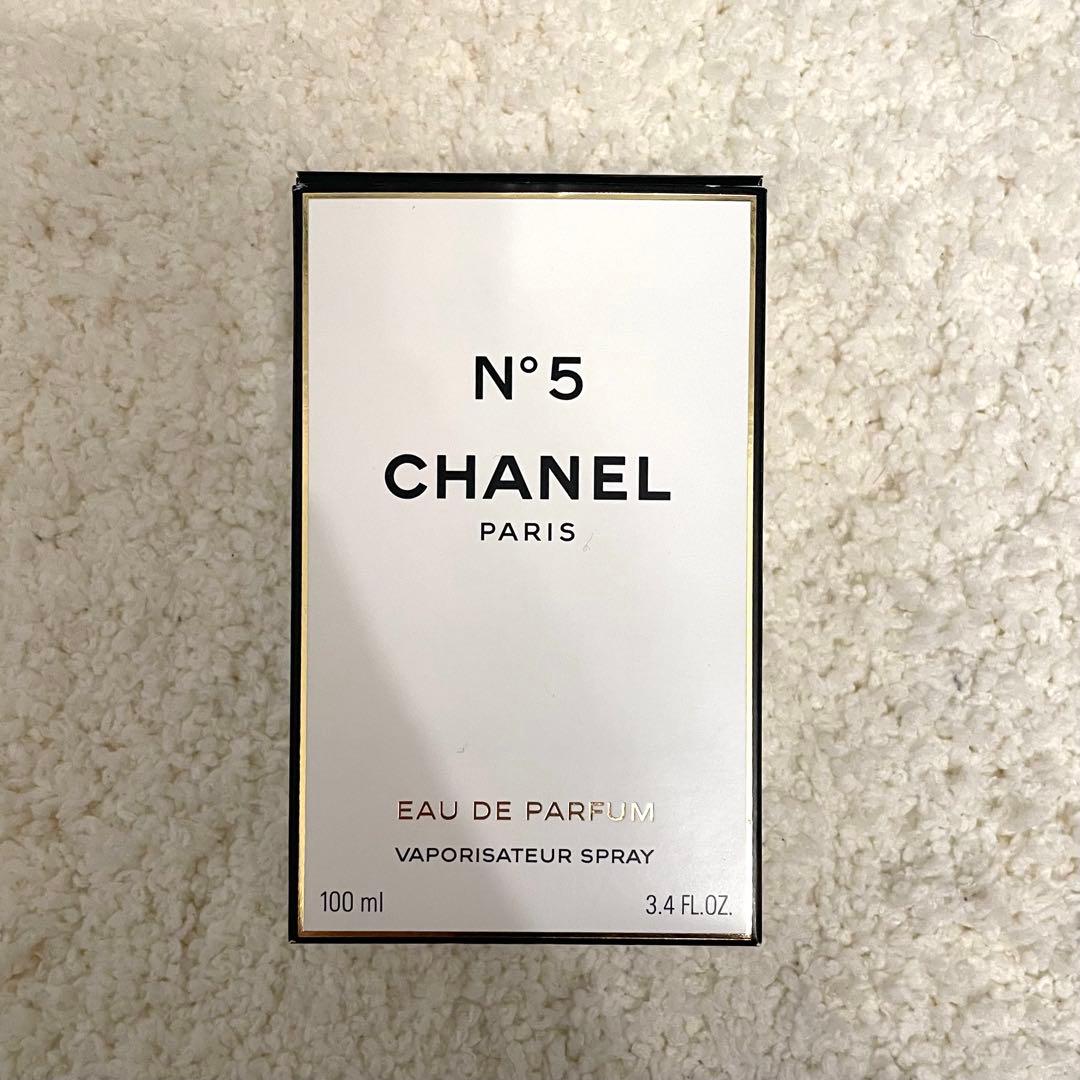 N°5
CHANEL
PARIS
EAU DE PARFUM
VAPORISATEUR SPRAY
100 ml 3.4 FL.OZ.